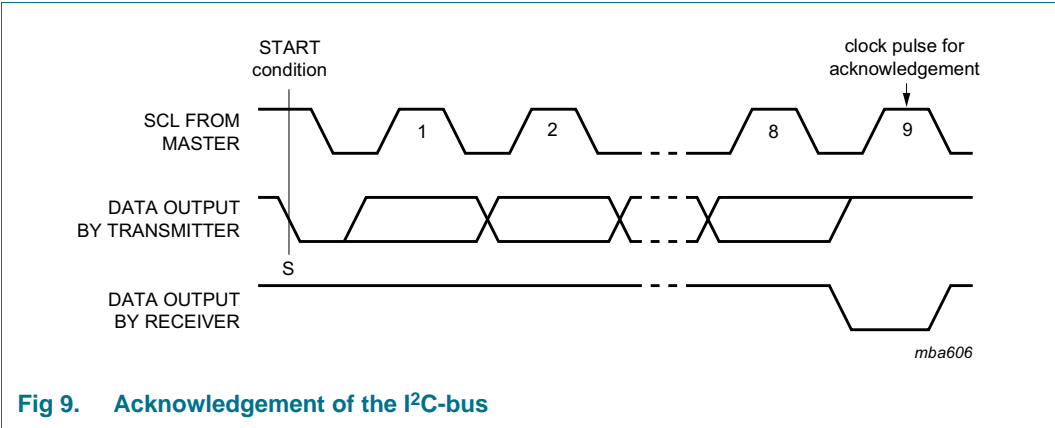 START
condition
clock pulse for
acknowledgement
SCL FROM
MASTER
1
2
8
9
DATA OUTPUT
BY TRANSMITTER
S
DATA OUTPUT
BY RECEIVER
mba606
Fig 9. Acknowledgement of the I²C-bus